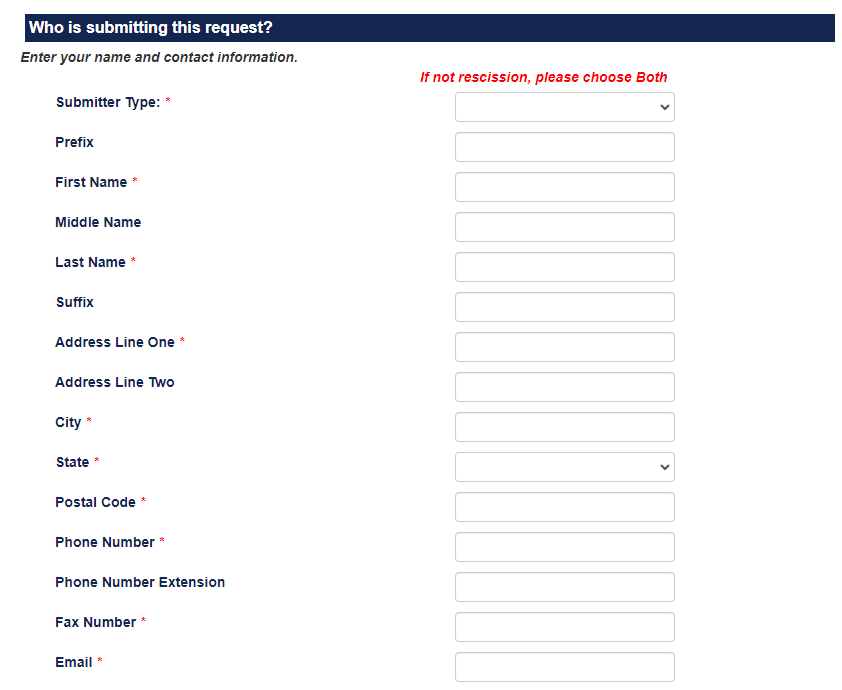 Who is submitting this request?
Enter your name and contact information.
If not rescission, please choose Both
Submitter Type: *
Prefix
First Name *
Middle Name
Last Name *
Suffix
Address Line One *
Address Line Two
City *
State *
Postal Code *
Phone Number *
Phone Number Extension
Fax Number *
Email *